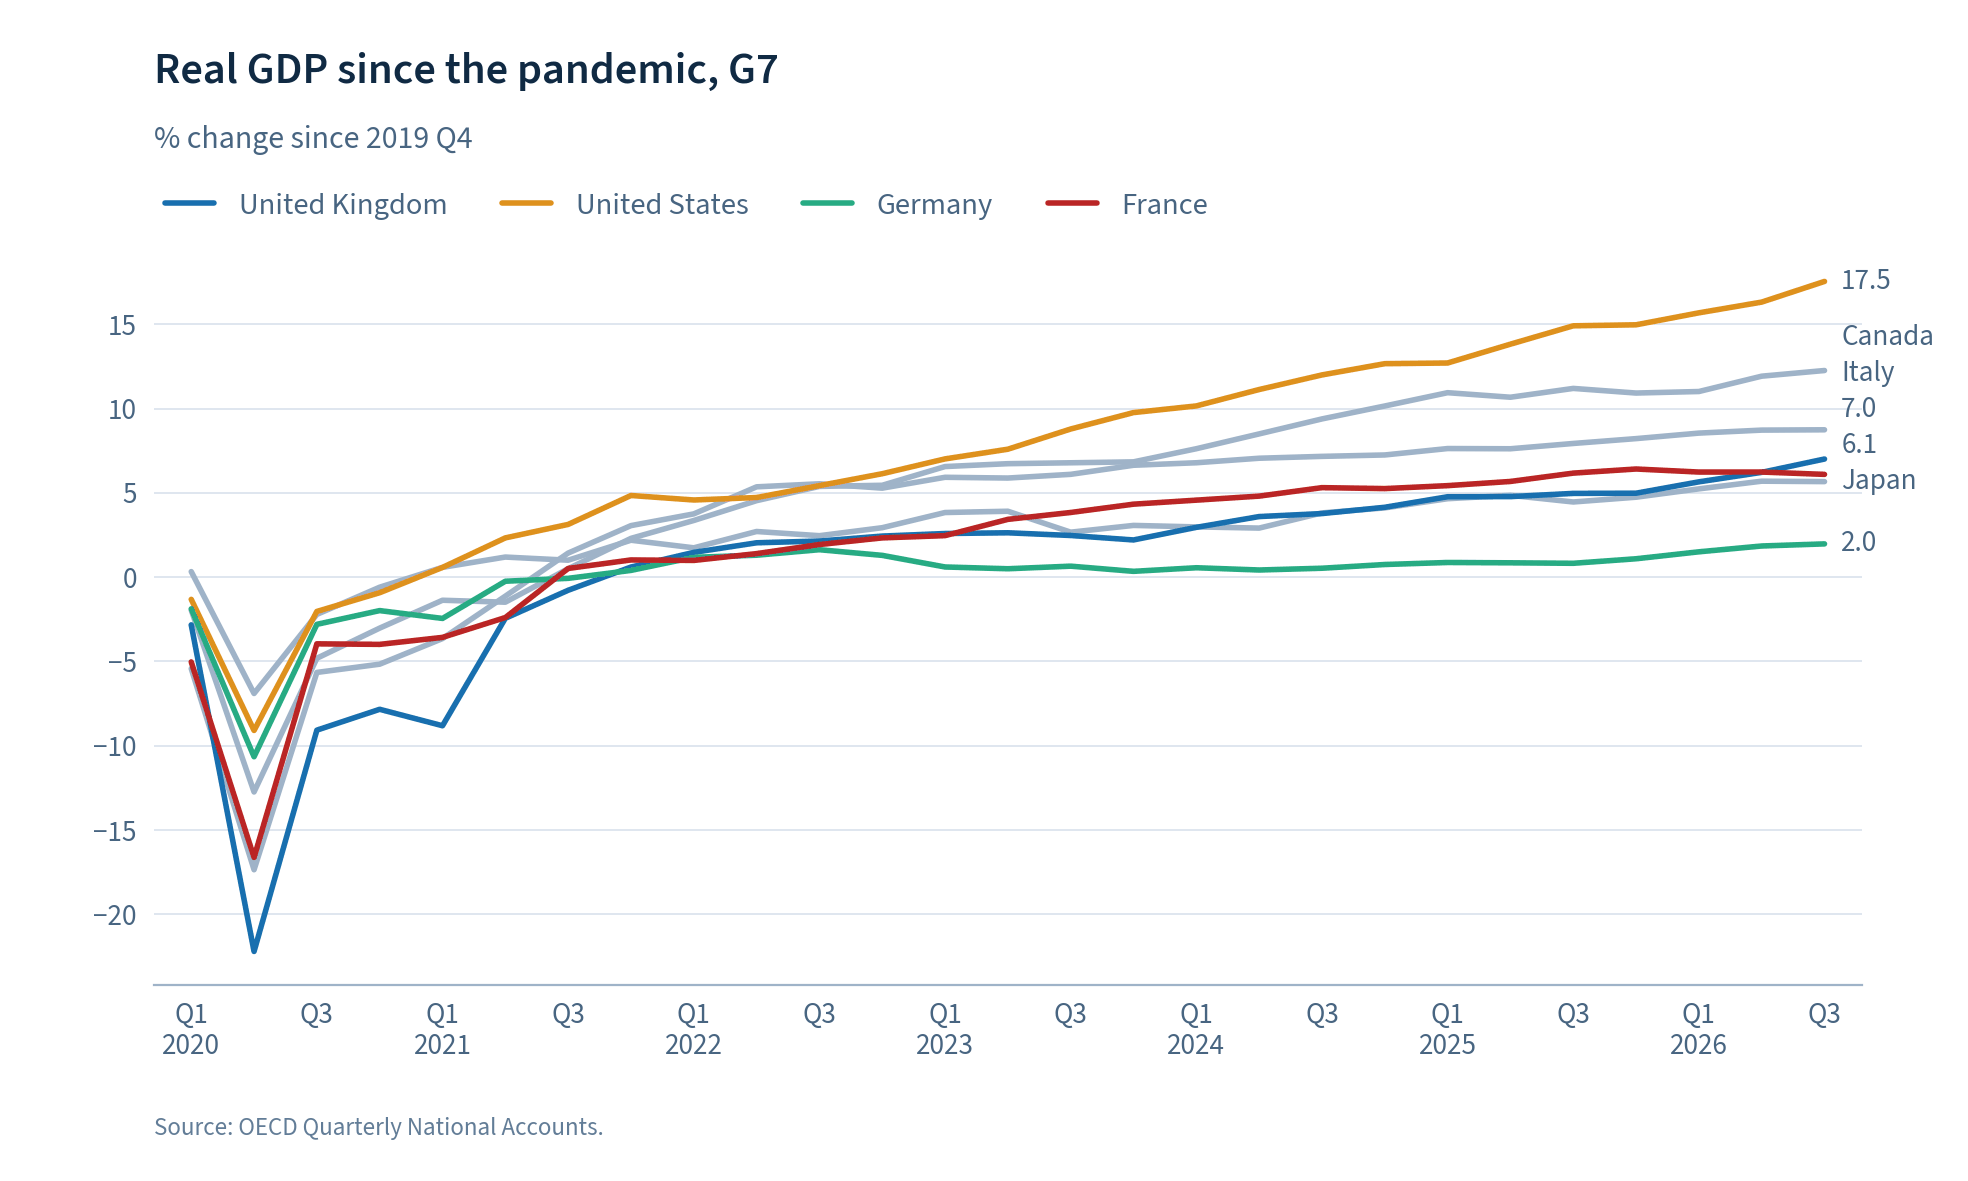 Real GDP since the pandemic, G7
% change since 2019 Q4
United Kingdom United States Germany France
17.5
15
Canada
Italy
10
7.0
6.1
5
Japan
2.0
0
−5
−10
−15
−20
Q1 Q3 Q1 Q3 Q1 Q3 Q1 Q3 Q1 Q3 Q1 Q3 Q1 Q3
2020 2021 2022 2023 2024 2025 2026
Source: OECD Quarterly National Accounts.